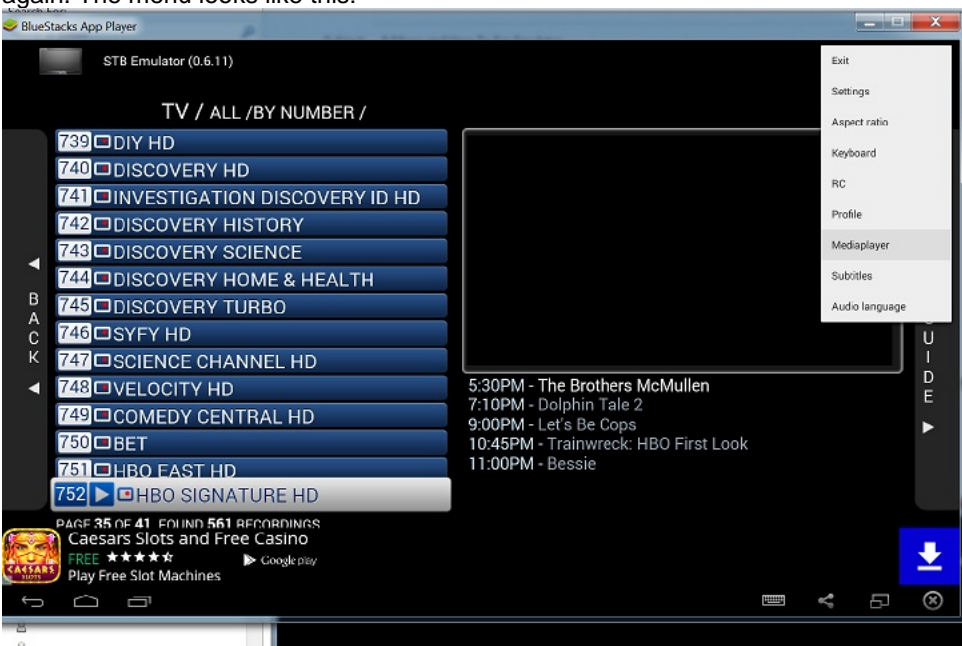 again. The menu looks like this:
BlueStacks App Player
STB Emulator (0.6.11)
TV / ALL /BY NUMBER /
739 DIY HD
740 DISCOVERY HD
741 INVESTIGATION DISCOVERY ID HD
742 DISCOVERY HISTORY
743 DISCOVERY SCIENCE
744 DISCOVERY HOME & HEALTH
745 DISCOVERY TURBO
746 SYFY HD
747 SCIENCE CHANNEL HD
748 VELOCITY HD
749 COMEDY CENTRAL HD
750 BET
751 HBO EAST HD
752 HBO SIGNATURE HD
PAGE 35 OF 41 FOUND 561 RECORDINGS
BACK
Exit
Settings
Aspect ratio
Keyboard
RC
Profile
Mediaplayer
Subtitles
Audio language
UIDE
5:30PM - The Brothers McMullen
7:10PM - Dolphin Tale 2
9:00PM - Let's Be Cops
10:45PM - Trainwreck: HBO First Look
11:00PM - Bessie
Caesars Slots and Free Casino
FREE
Google play
Play Free Slot Machines
CAESARS
SLOTS